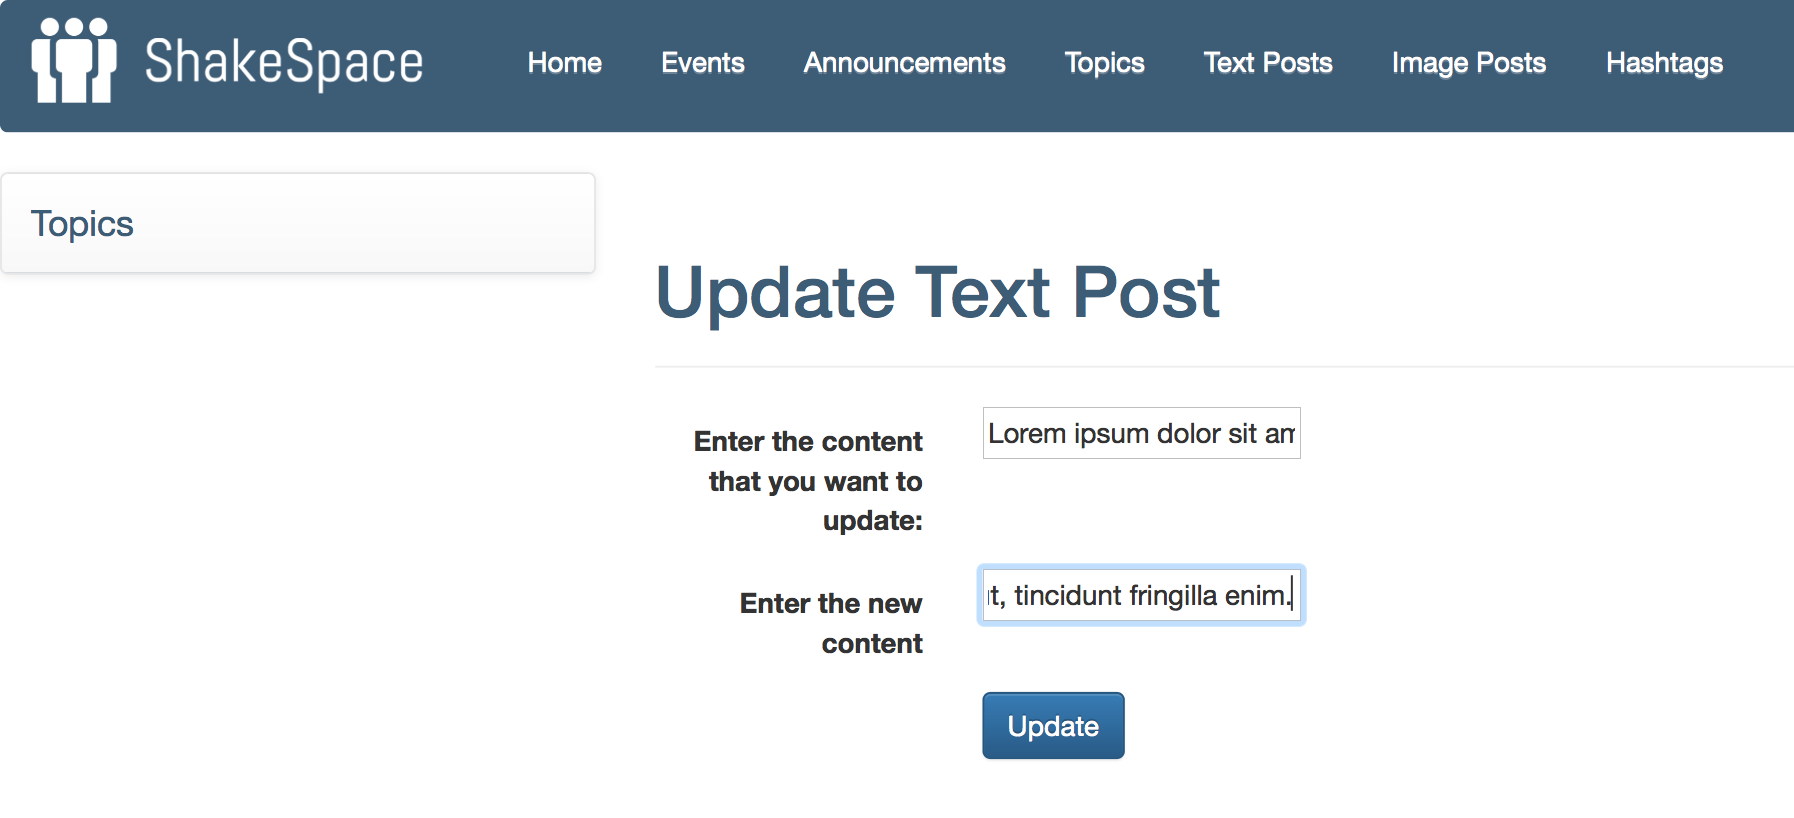 ShakeSpace
Home Events Announcements Topics Text Posts Image Posts Hashtags
Topics
Update Text Post
Enter the content
that you want to
update:
Lorem ipsum dolor sit am
Enter the new
content
t, tincidunt fringilla enim.
Update